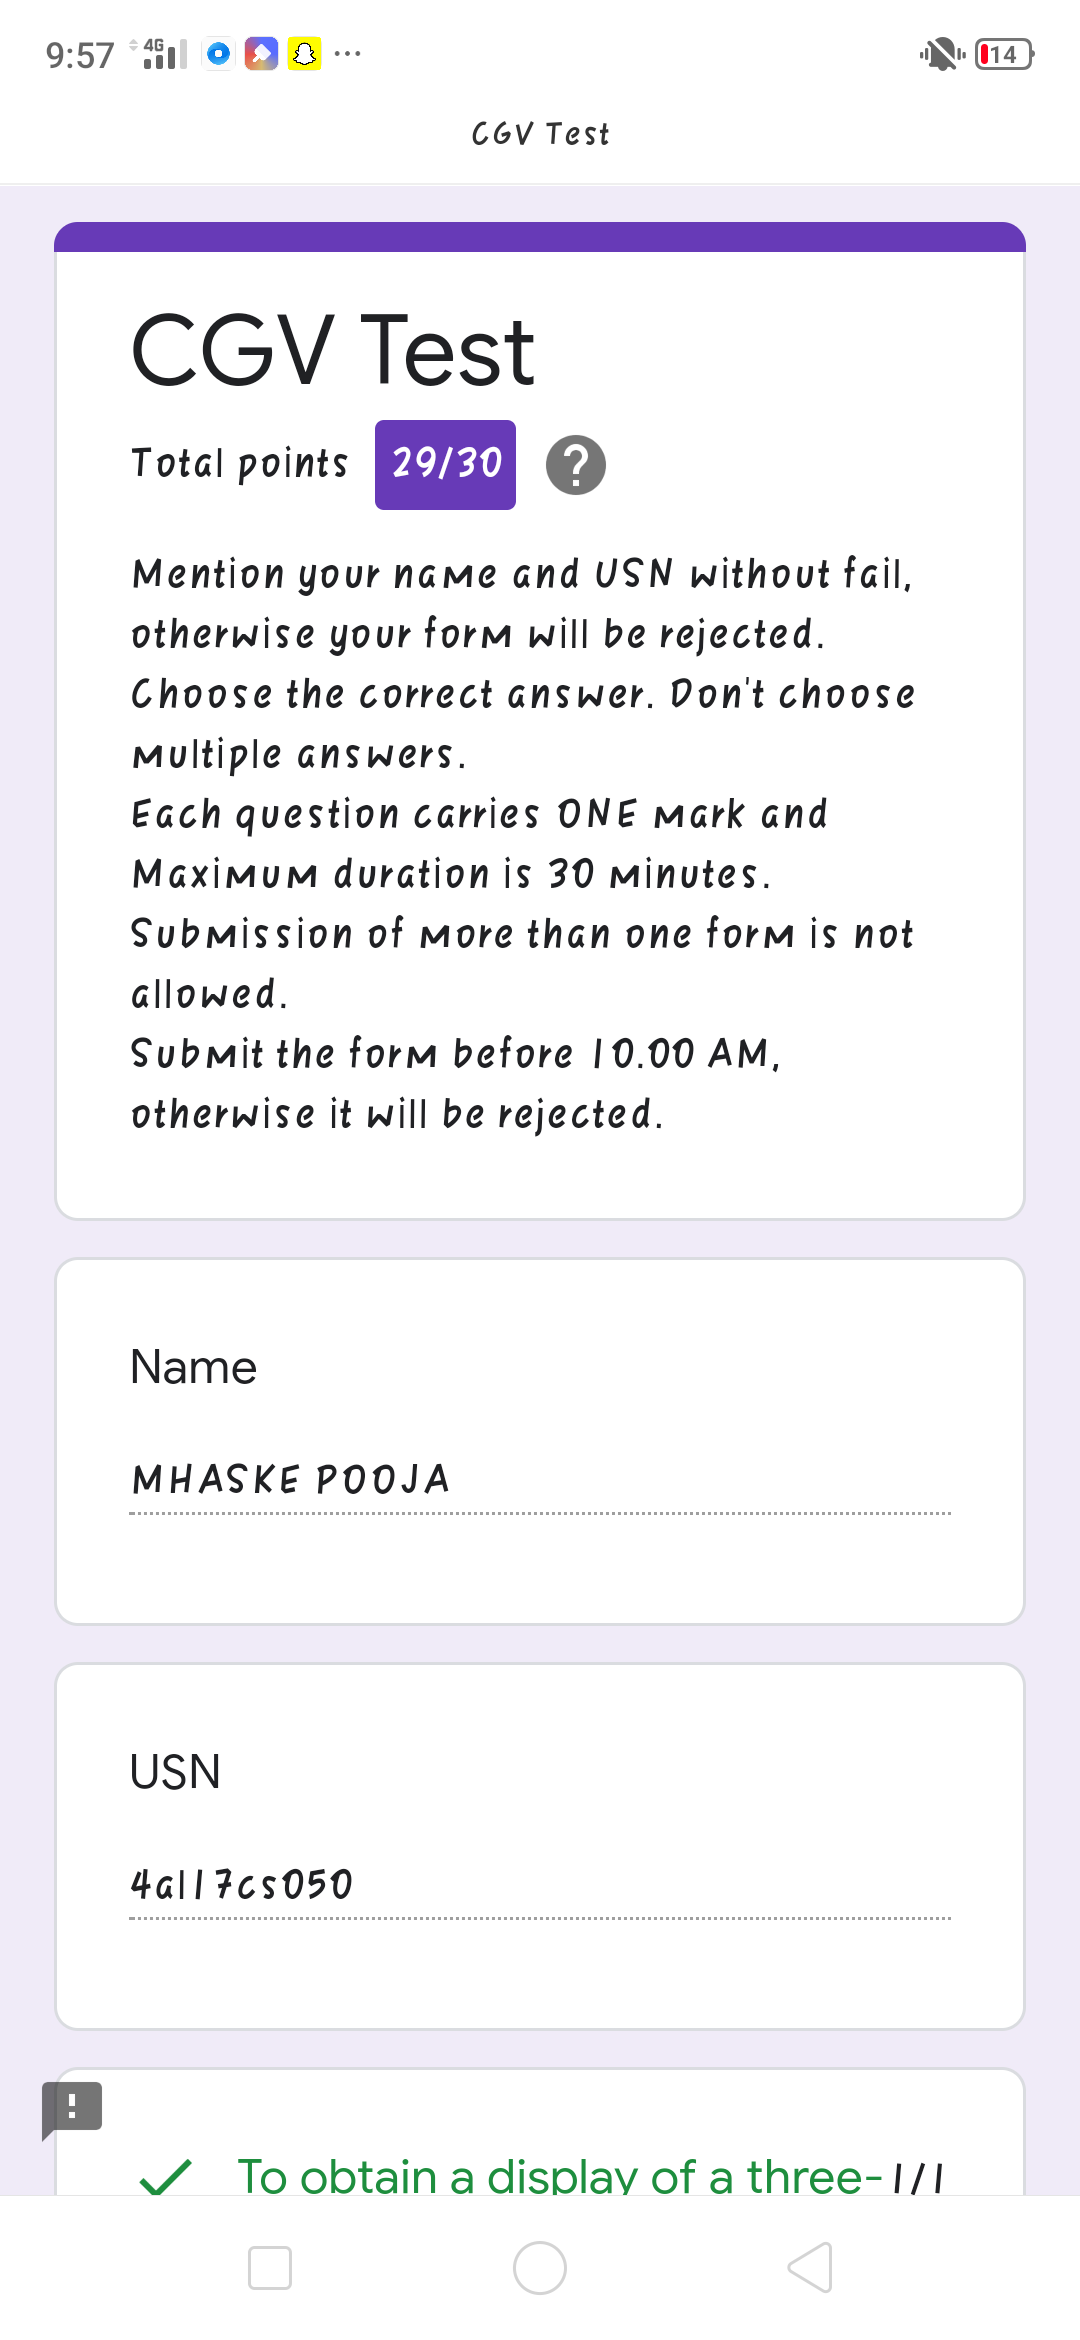 9:57 4G 14
CGV Test
CGV Test
Total points 29/30
Mention your name and USN without fail,
otherwise your form will be rejected.
Choose the correct answer. Don't choose
multiple answers.
Each question carries ONE mark and
Maximum duration is 30 minutes.
Submission of more than one form is not
allowed.
Submit the form before 10.00 AM,
otherwise it will be rejected.
Name
MHASKE POOJA
USN
4al17cs050
To obtain a display of a three- 1/1